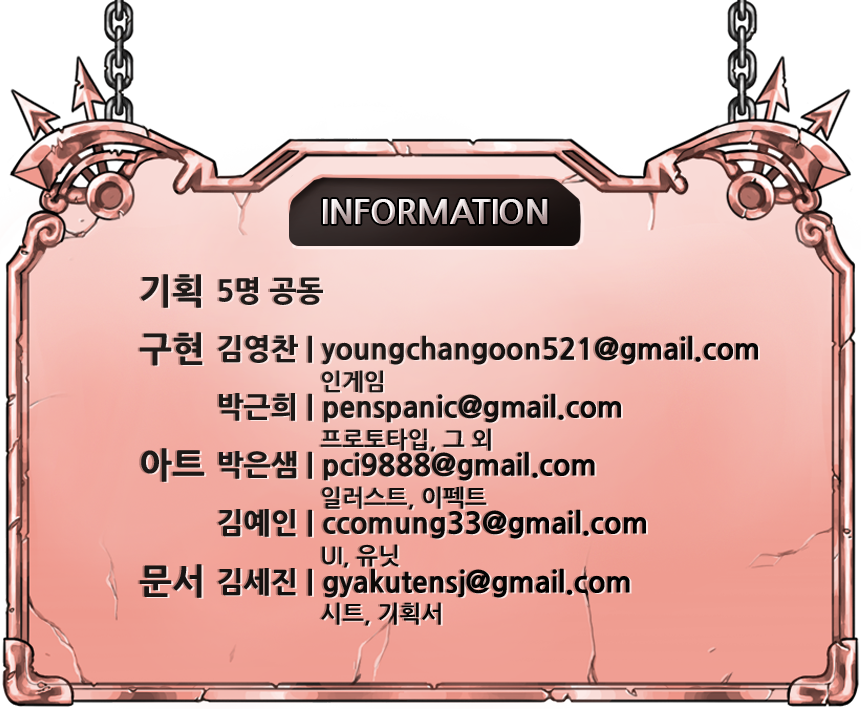 INFORMATION
기획 5명 공동
구현 김영찬 | youngchangoon521@gmail.com
인게임
박근희 | penspanic@gmail.com
프로토타입, 그 외
아트 박은샘 | pci9888@gmail.com
일러스트, 이펙트
김예인 | ccomung33@gmail.com
UI, 유닛
문서 김세진 | gyakutensj@gmail.com
시트, 기획서